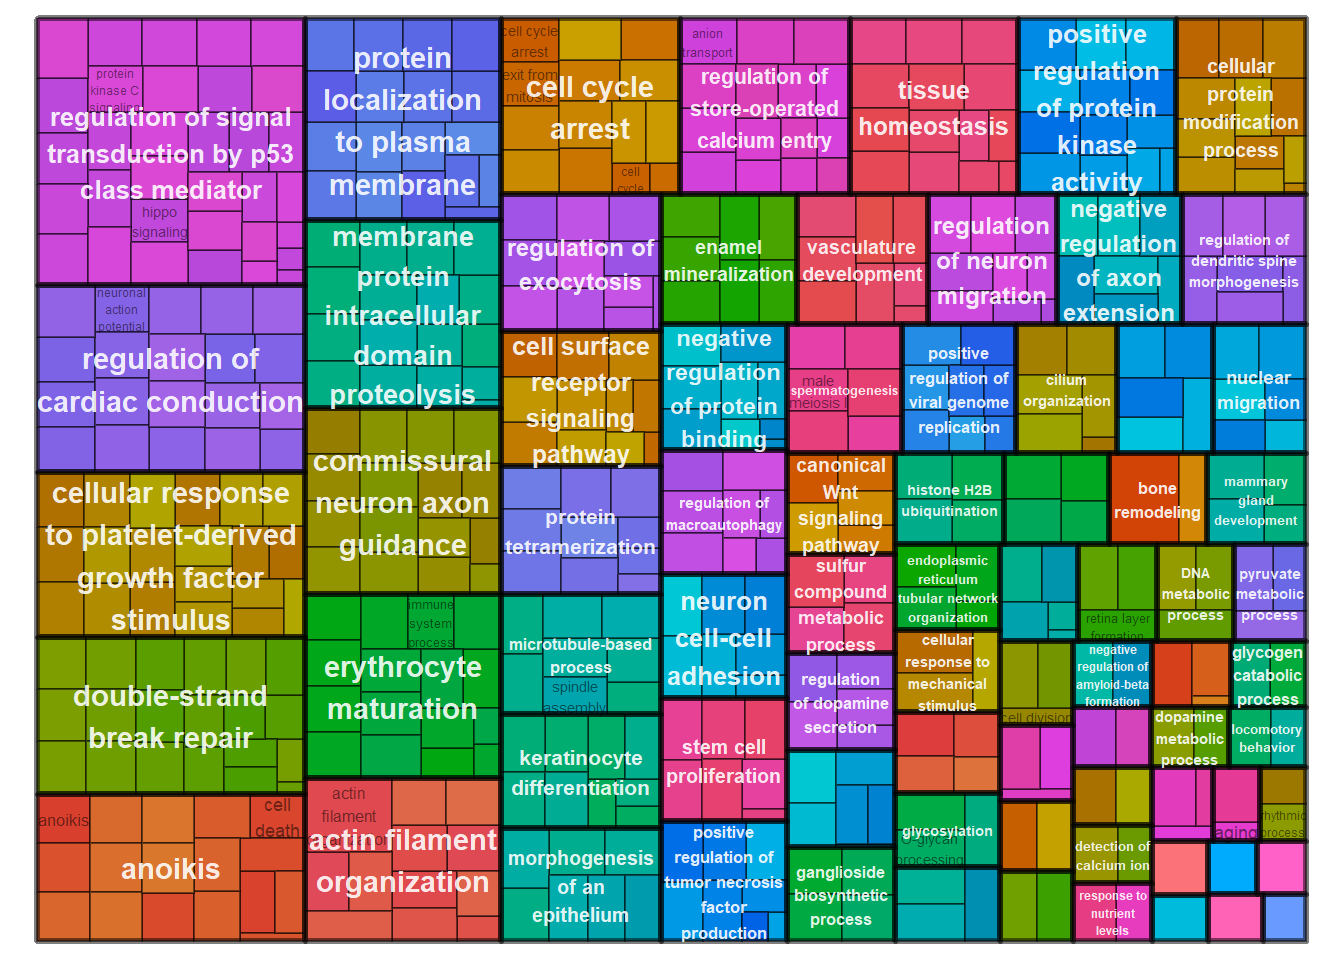 protein
kinase C
signaling
regulation of signal
transduction by p53
class mediator
hippo
signaling
protein
localization
to plasma
membrane
cell cycle
arrest
exit from
mitosis
cell cycle
arrest
cell
cycle
anion
transport
regulation of
store-operated
calcium entry
tissue
homeostasis
positive
regulation
of protein
kinase
activity
cellular
protein
modification
process
membrane
protein
intracellular
domain
proteolysis
regulation of
exocytosis
enamel
mineralization
vasculature
development
regulation
of neuron
migration
negative
regulation
of axon
extension
regulation of
dendritic spine
morphogenesis
neuronal
action
potential
regulation of
cardiac conduction
cell surface
receptor
signaling
pathway
negative
regulation
of protein
binding
male
meiosis I
spermatogenesis
positive
regulation of
viral genome
replication
cilium
organization
nuclear
migration
commissural
neuron axon
guidance
cellular response
to platelet-derived
growth factor
stimulus
protein
tetramerization
regulation of
macroautophagy
canonical
Wnt
signaling
pathway
histone H2B
ubiquitination
bone
remodeling
mammary
gland
development
immune
system
process
erythrocyte
maturation
microtubule-based
process
spindle
assembly
neuron
cell-cell
adhesion
sulfur
compound
metabolic
process
endoplasmic
reticulum
tubular network
organization
retina layer
formation
DNA
metabolic
process
pyruvate
metabolic
process
double-strand
break repair
regulation
of dopamine
secretion
cellular
response to
mechanical
stimulus
cell division
negative
regulation of
amyloid-beta
formation
glycogen
catabolic
process
keratinocyte
differentiation
stem cell
proliferation
dopamine
metabolic
process
locomotory
behavior
anoikis
cell
death
anoikis
actin
filament
actin filament
organization
morphogenesis
of an
epithelium
positive
regulation of
tumor necrosis
factor
production
ganglioside
biosynthetic
process
glycosylation
O-glycan
processing
aging
rhythmic
process
detection of
calcium ion
response to
nutrient
levels